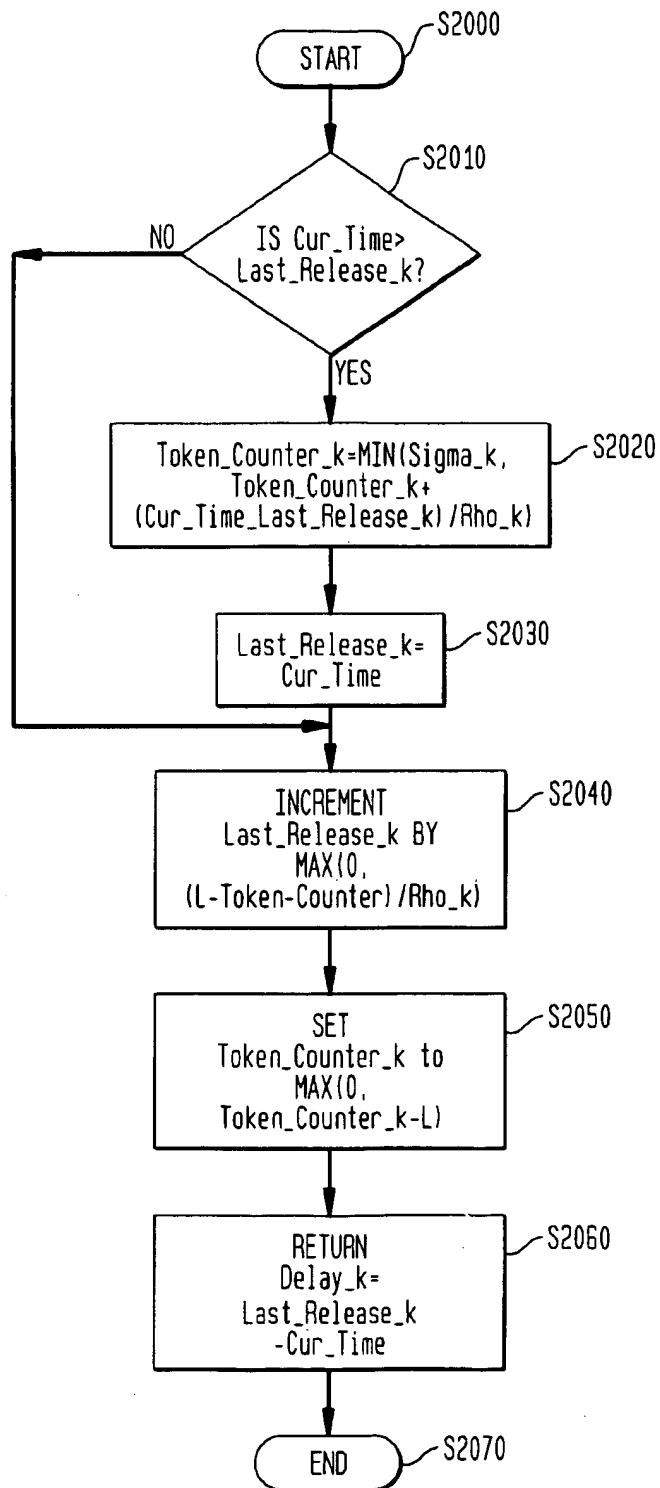 START
S2000
S2010
IS Cur_Time>
Last_Release_k?
NO
YES
Token_Counter_k=MIN(Sigma_k,
Token_Counter_k+
(Cur_Time_Last_Release_k)/Rho_k)
S2020
Last_Release_k=
Cur_Time
S2030
INCREMENT
Last_Release_k BY
MAX(0,
(L-Token-Counter)/Rho_k)
S2040
SET
Token_Counter_k to
MAX(0,
Token_Counter_k-L)
S2050
RETURN
Delay_k=
Last_Release_k
-Cur_Time
S2060
END
S2070